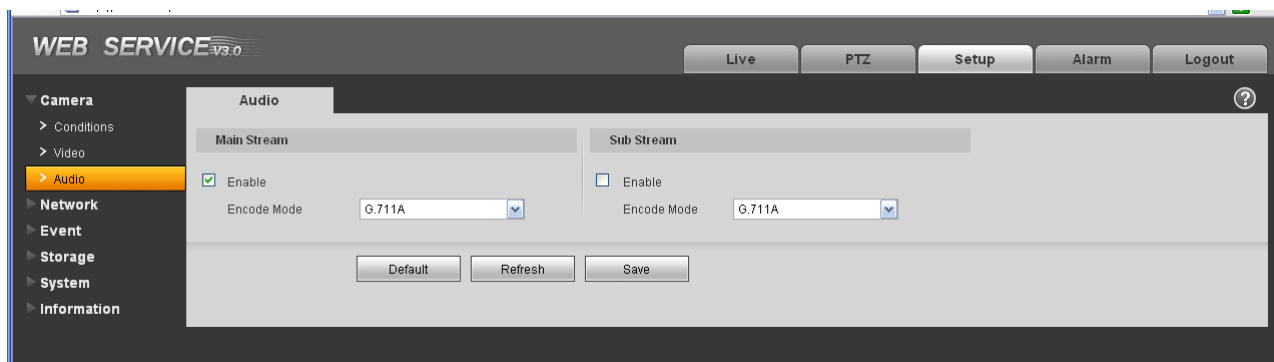 WEB SERVICE V3.0
Live
PTZ
Setup
Alarm
Logout
Camera
Conditions
Video
Audio
Network
Event
Storage
System
Information
Audio
?
Main Stream
Enable
Encode Mode
G.711A
Sub Stream
Enable
Encode Mode
G.711A
Default
Refresh
Save